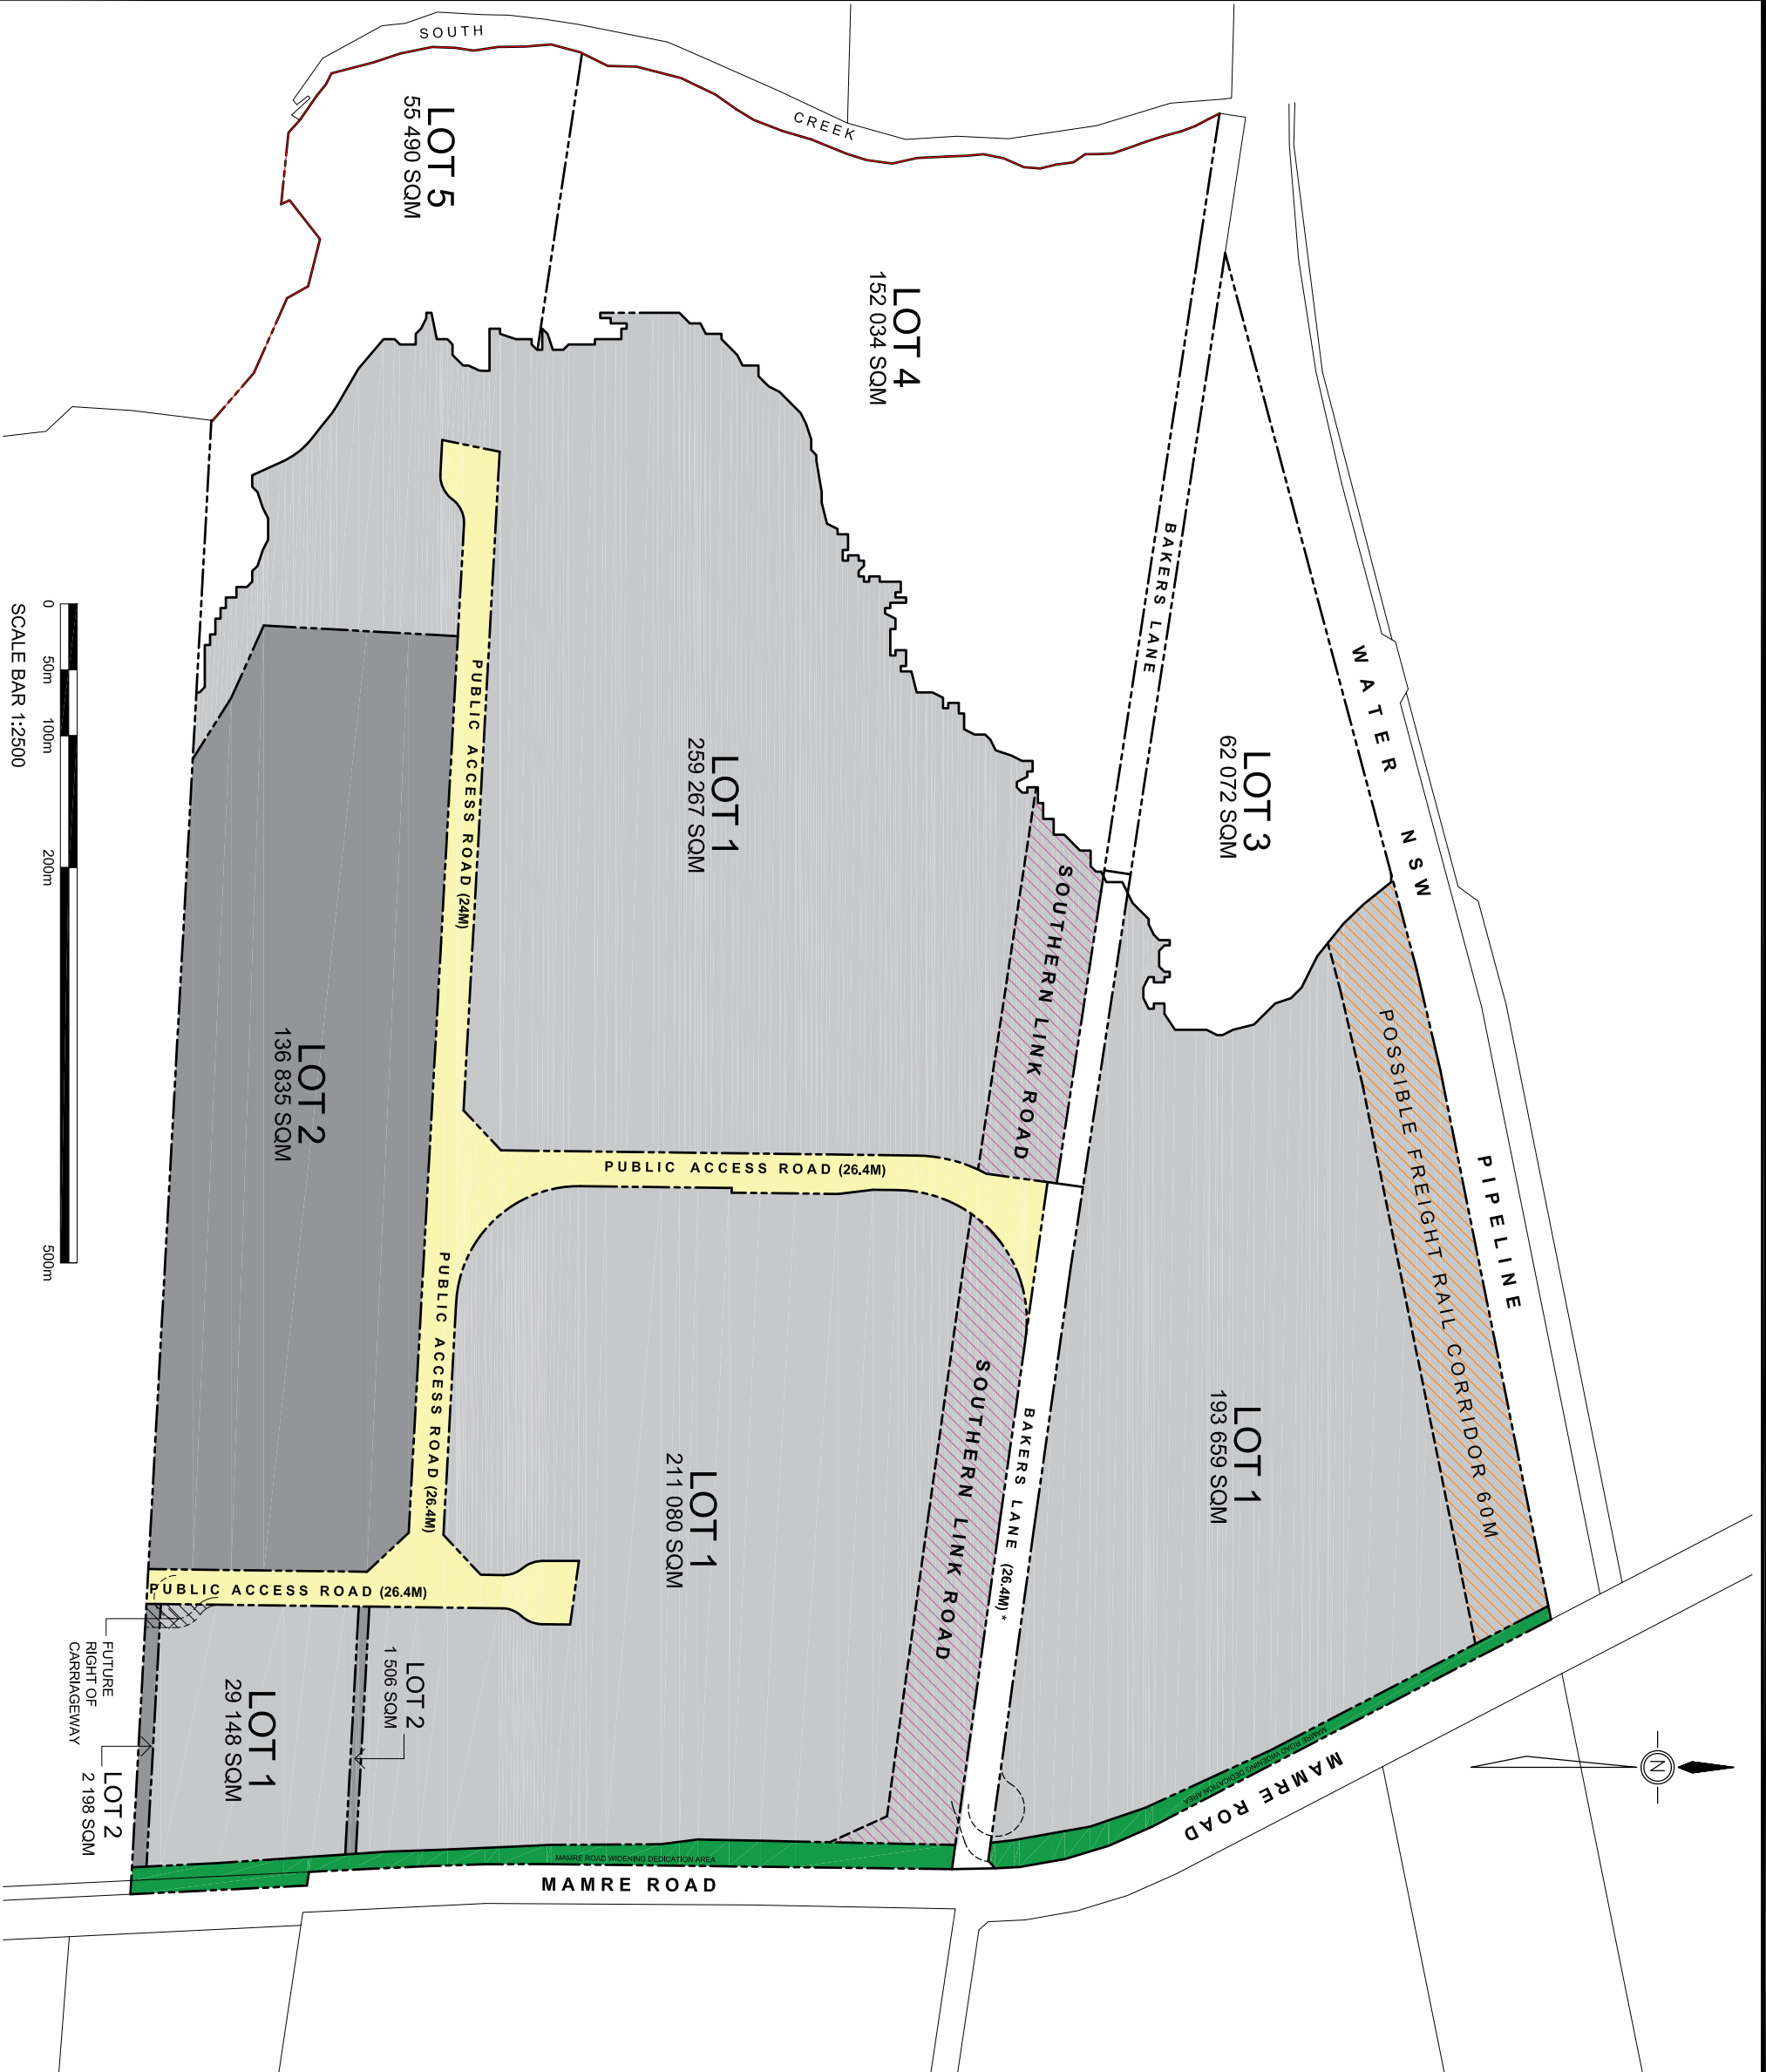 SOUTH
CREEK
LOT 5
55 490 SQM
LOT 4
152 034 SQM
BAKERS LANE
WATER NSW
PIPELINE
LOT 3
62 072 SQM
LOT 1
259 267 SQM
SOUTHERN LINK ROAD
POSSIBLE FREIGHT RAIL CORRIDOR 60M
PUBLIC ACCESS ROAD (24M)
LOT 2
136 835 SQM
PUBLIC ACCESS ROAD (26.4M)
PUBLIC ACCESS ROAD (26.4M)
LOT 1
193 659 SQM
LOT 1
211 080 SQM
SOUTHERN LINK ROAD
BAKERS LANE (26.4M) *
PUBLIC ACCESS ROAD (26.4M)
LOT 2
1 506 SQM
LOT 1
29 148 SQM
FUTURE
RIGHT OF
CARRIAGEWAY
LOT 2
2 198 SQM
MAMRE ROAD WIDENING DEDICATION AREA
MAMRE ROAD
MAMRE ROAD WIDENING DEDICATION AREA
MAMRE ROAD
N
0 50m 100m 200m 500m
SCALE BAR 1:2500